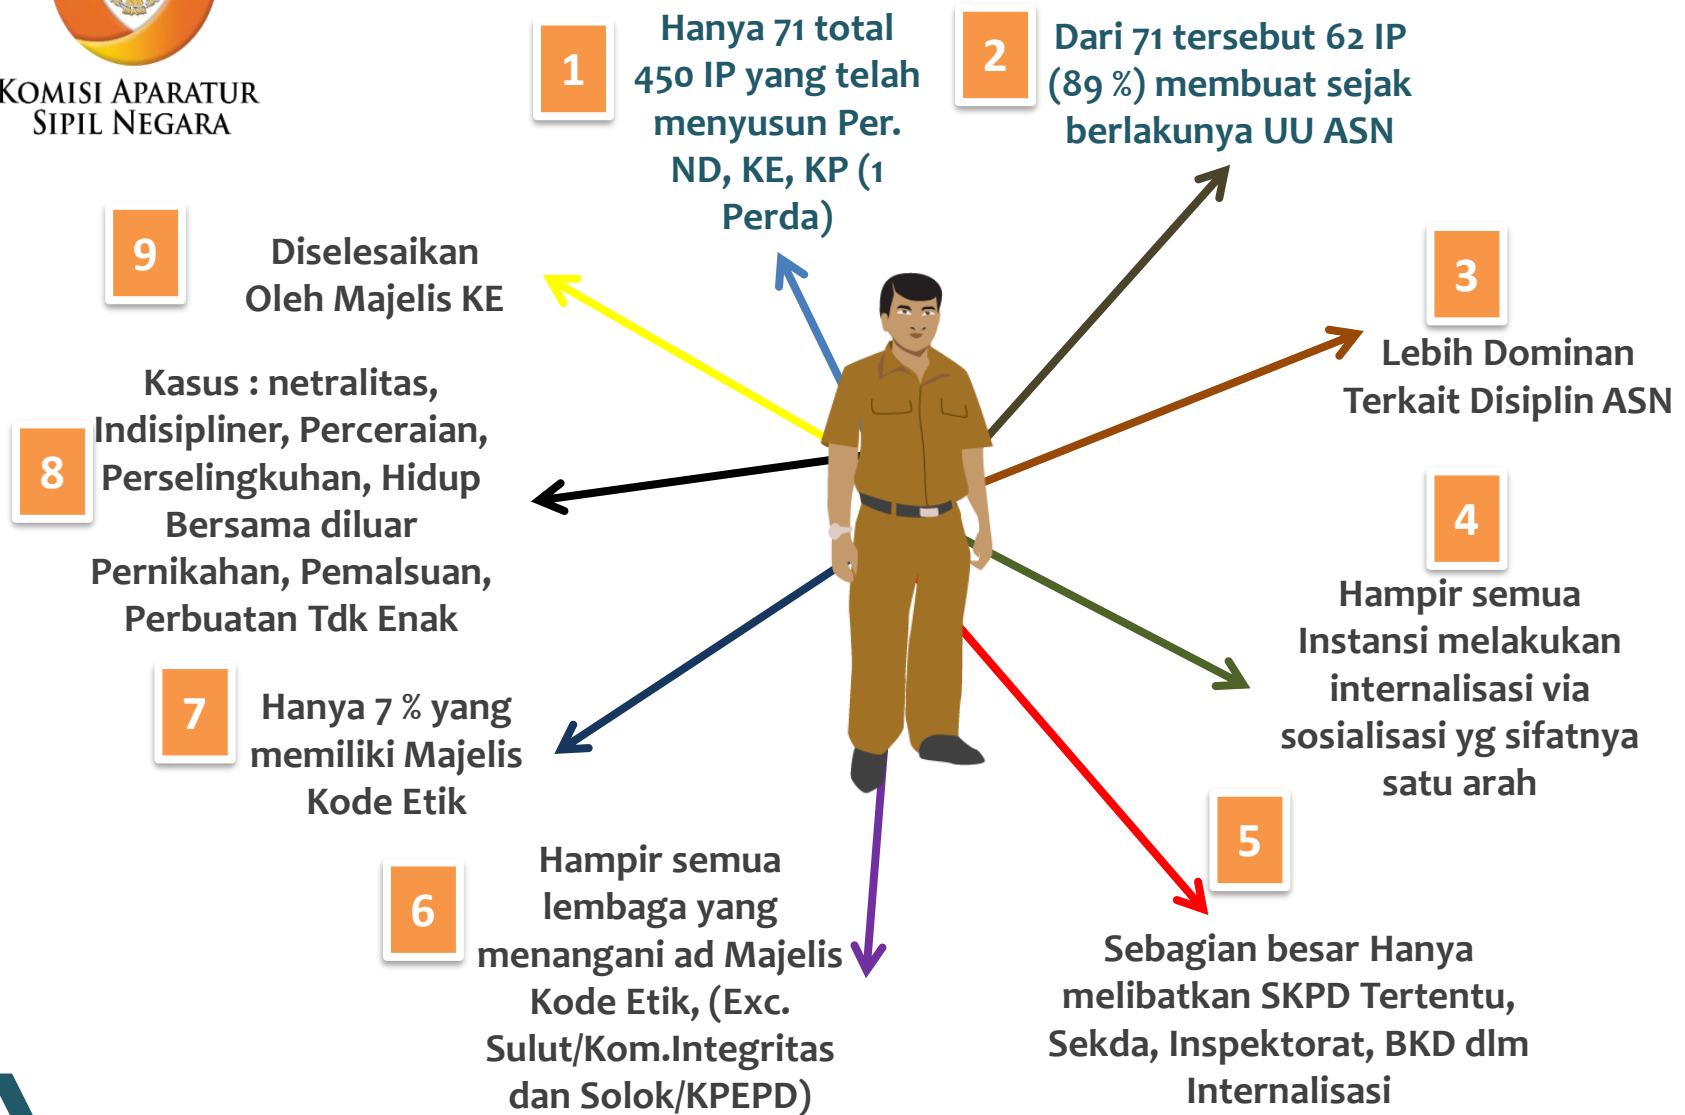 KOMISI APARATUR
SIPIL NEGARA
1
Hanya 71 total
450 IP yang telah
menyusun Per.
ND, KE, KP (1
Perda)
2
Dari 71 tersebut 62 IP
(89 %) membuat sejak
berlakunya UU ASN
3
Lebih Dominan
Terkait Disiplin ASN
4
Hampir semua
Instansi melakukan
internalisasi via
sosialisasi yg sifatnya
satu arah
5
Sebagian besar Hanya
melibatkan SKPD Tertentu,
Sekda, Inspektorat, BKD dlm
Internalisasi
6
Hampir semua
lembaga yang
menangani ad Majelis
Kode Etik, (Exc.
Sulut/Kom.Integritas
dan Solok/KPEPD)
7
Hanya 7 % yang
memiliki Majelis
Kode Etik
8
Kasus : netralitas,
Indisipliner, Perceraian,
Perselingkuhan, Hidup
Bersama diluar
Pernikahan, Pemalsuan,
Perbuatan Tdk Enak
9
Diselesaikan
Oleh Majelis KE